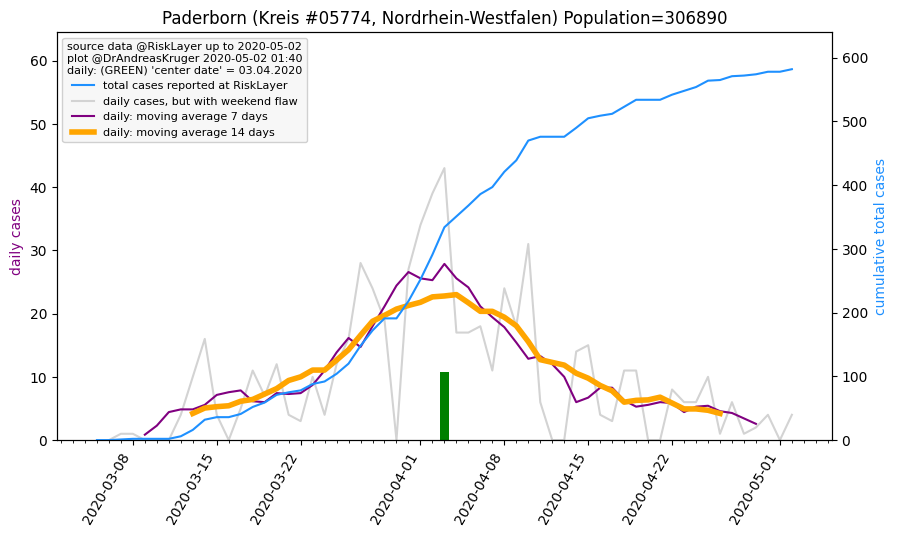 Paderborn (Kreis #05774, Nordrhein-Westfalen) Population=306890
source data @RiskLayer up to 2020-05-02
plot @DrAndreasKruger 2020-05-02 01:40
daily: (GREEN) 'center date' = 03.04.2020
total cases reported at RiskLayer
daily cases, but with weekend flaw
daily: moving average 7 days
daily: moving average 14 days
daily cases
60
50
40
30
20
10
0
cumulative total cases
600
500
400
300
200
100
0
2020-03-08
2020-03-15
2020-03-22
2020-04-01
2020-04-08
2020-04-15
2020-04-22
2020-05-01